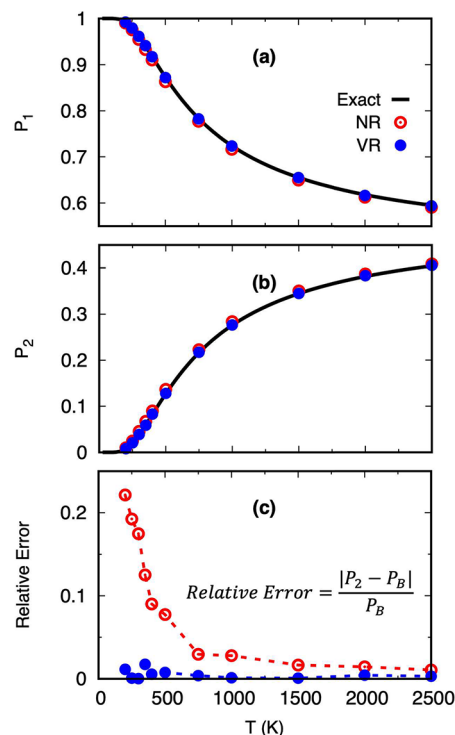 1
0.9
0.8
0.7
0.6
P1
(a)
Exact
NR
VR
0.4
0.3
0.2
0.1
0
P2
(b)
0.2
0.1
0
Relative Error
(c)
Relative Error = |P2 − PB| / PB
0 500 1000 1500 2000 2500
T (K)